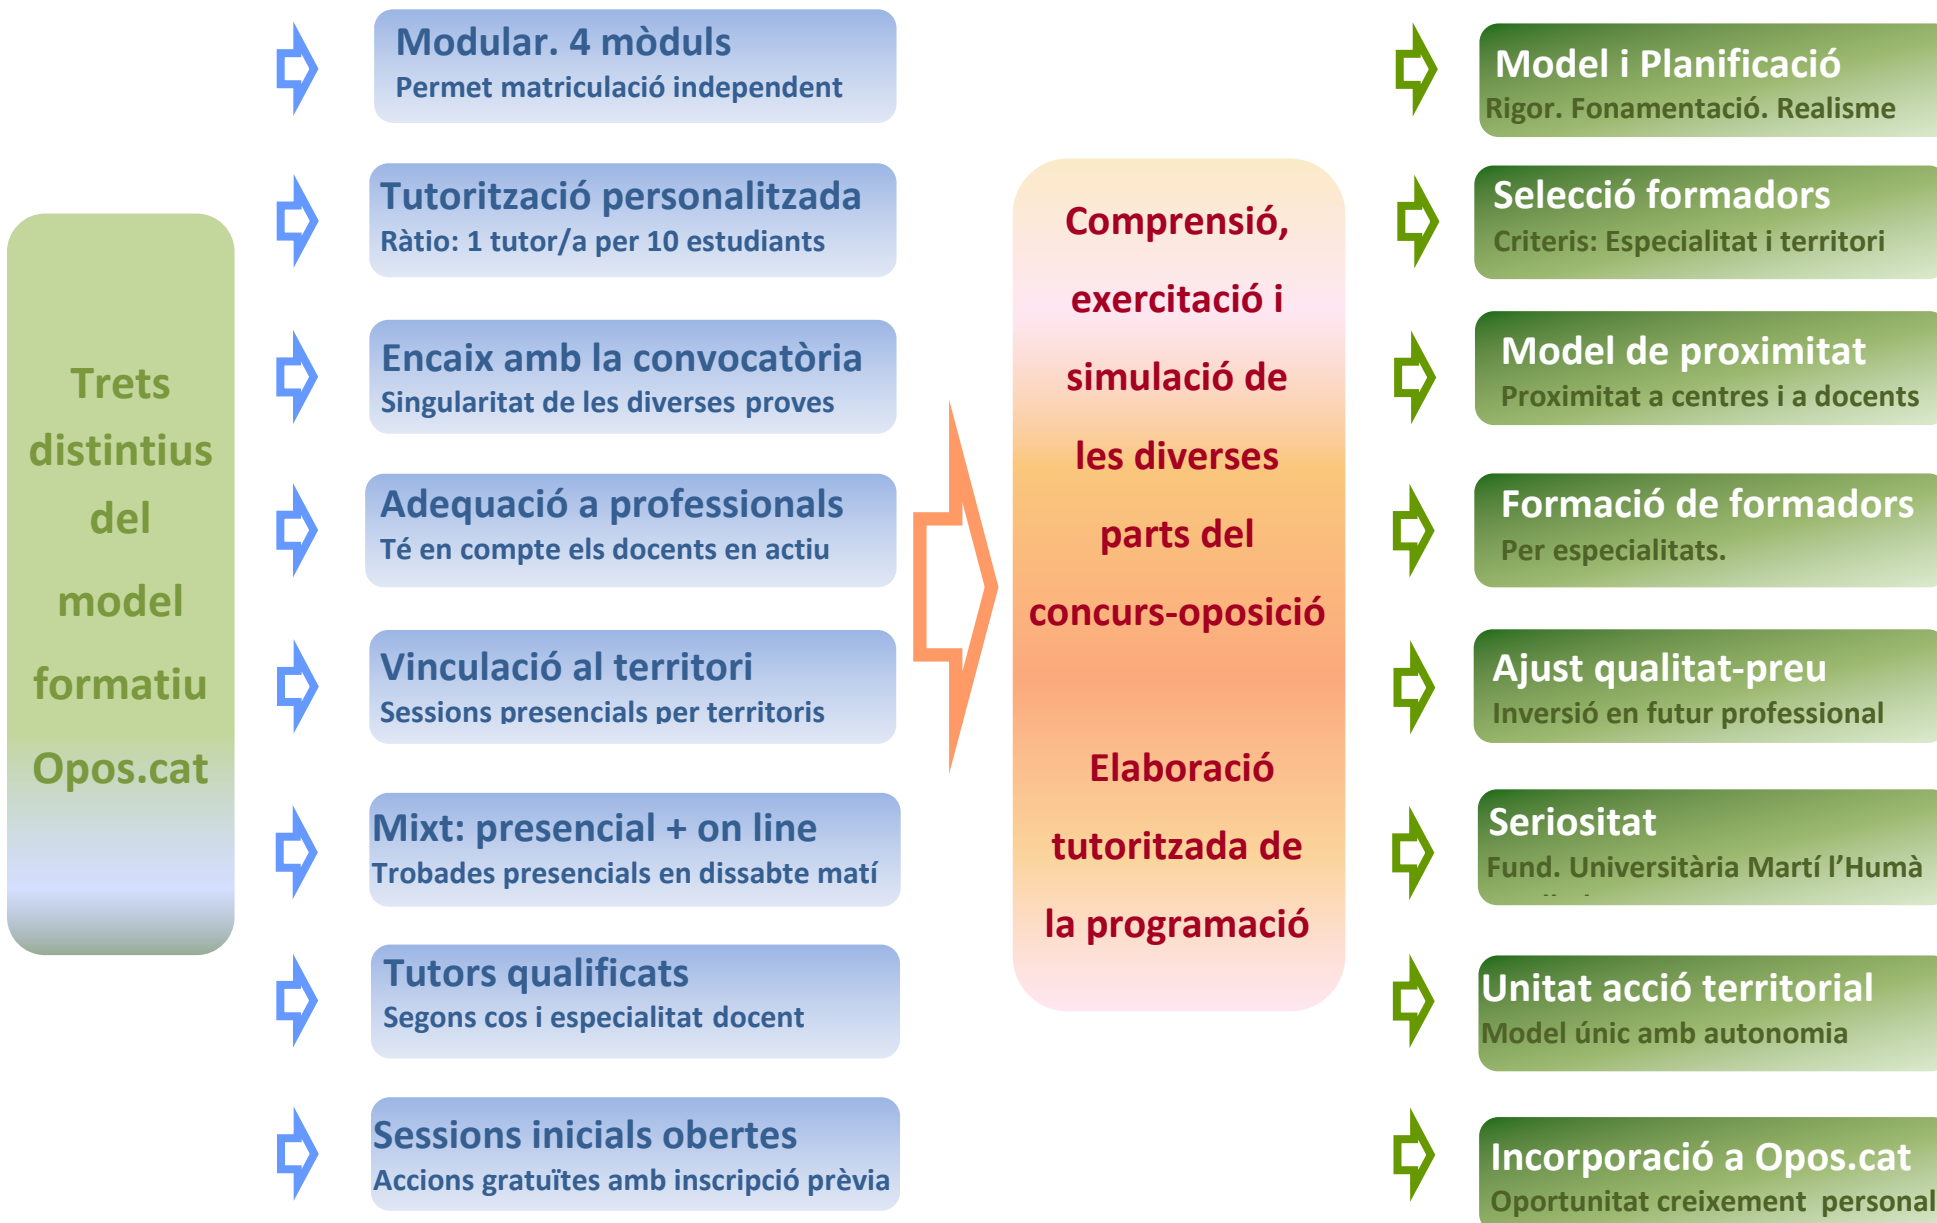 Trets
distintius
del
model
formatiu
Opos.cat
Modular. 4 mòduls
Permet matriculació independent
Tutorització personalitzada
Ràtio: 1 tutor/a per 10 estudiants
Encaix amb la convocatòria
Singularitat de les diverses proves
Adequació a professionals
Té en compte els docents en actiu
Vinculació al territori
Sessions presencials per territoris
Mixt: presencial + on line
Trobades presencials en dissabte matí
Tutors qualificats
Segons cos i especialitat docent
Sessions inicials obertes
Accions gratuïtes amb inscripció prèvia
Comprensió,
exercitació i
simulació de
les diverses
parts del
concurs-oposició
Elaboració
tutoritzada de
la programació
Model i Planificació
Rigor. Fonamentació. Realisme
Selecció formadors
Criteris: Especialitat i territori
Model de proximitat
Proximitat a centres i a docents
Formació de formadors
Per especialitats.
Ajust qualitat-preu
Inversió en futur professional
Seriositat
Fund. Universitària Martí l’Humà
Unitat acció territorial
Model únic amb autonomia
Incorporació a Opos.cat
Oportunitat creixement personal